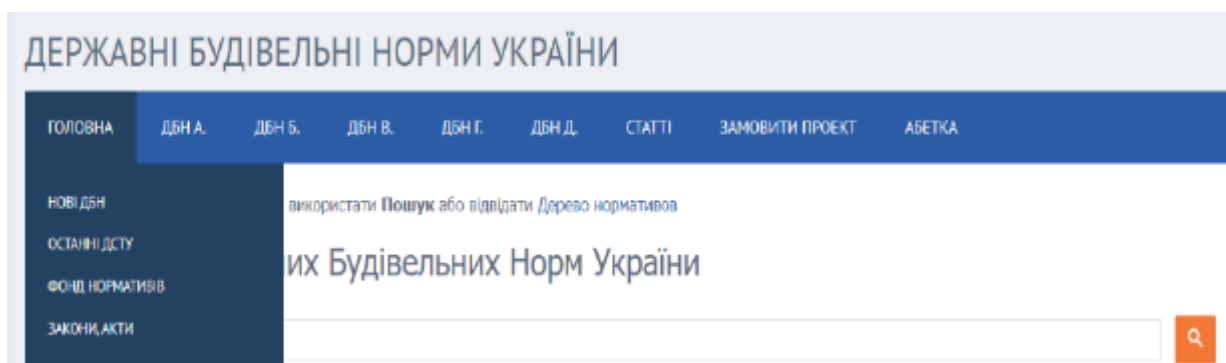 ДЕРЖАВНІ БУДІВЕЛЬНІ НОРМИ УКРАЇНИ
ГОЛОВНА ДБН А. ДБН Б. ДБН В. ДБН Г. ДБН Д. СТАТТІ ЗАМОВИТИ ПРОЕКТ АБЕТКА
НОВІ ДБН
використати Пошук або відвідати Дерево нормативов
ОСТАННІ ДСТУ
их Будівельних Норм України
ФОНД НОРМАТИВІВ
ЗАКОНИ, АКТИ